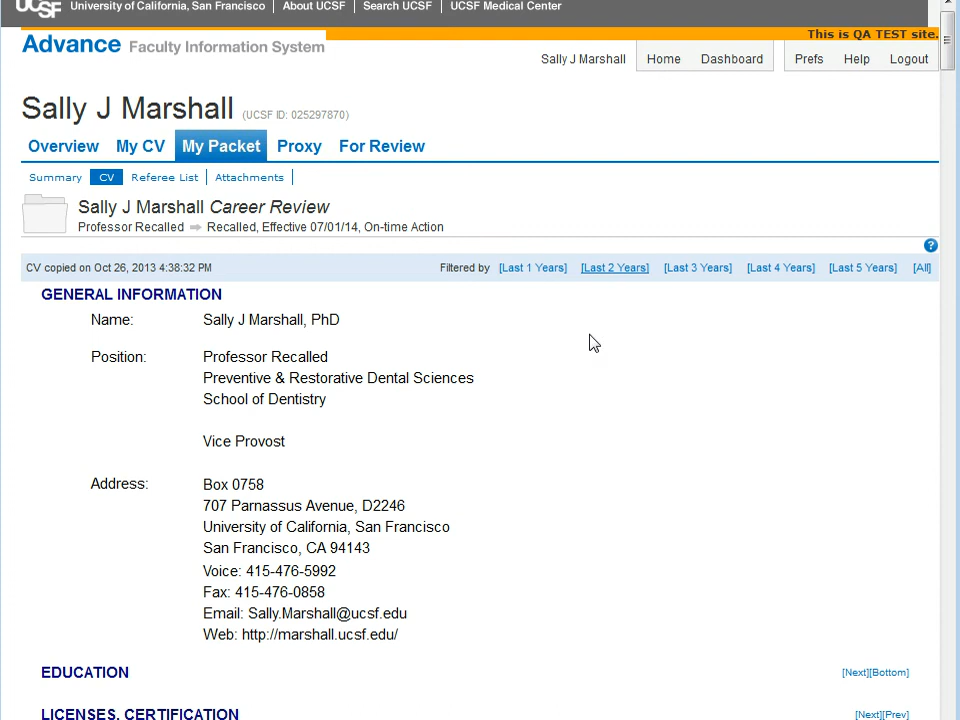 UCSF University of California, San Francisco | About UCSF | Search UCSF | UCSF Medical Center
This is QA TEST site.
Advance Faculty Information System
Sally J Marshall Home Dashboard Prefs Help Logout
Sally J Marshall (UCSF ID: 025297870)
Overview My CV My Packet Proxy For Review
Summary CV Referee List Attachments
Sally J Marshall Career Review
Professor Recalled ⇨ Recalled, Effective 07/01/14, On-time Action
?
CV copied on Oct 26, 2013 4:38:32 PM Filtered by [Last 1 Years] [Last 2 Years] [Last 3 Years] [Last 4 Years] [Last 5 Years] [All]
GENERAL INFORMATION
Name: Sally J Marshall, PhD
Position: Professor Recalled
Preventive & Restorative Dental Sciences
School of Dentistry
Vice Provost
Address: Box 0758
707 Parnassus Avenue, D2246
University of California, San Francisco
San Francisco, CA 94143
Voice: 415-476-5992
Fax: 415-476-0858
Email: Sally.Marshall@ucsf.edu
Web: http://marshall.ucsf.edu/
EDUCATION [Next][Bottom]
LICENSES, CERTIFICATION [Next][Prev]